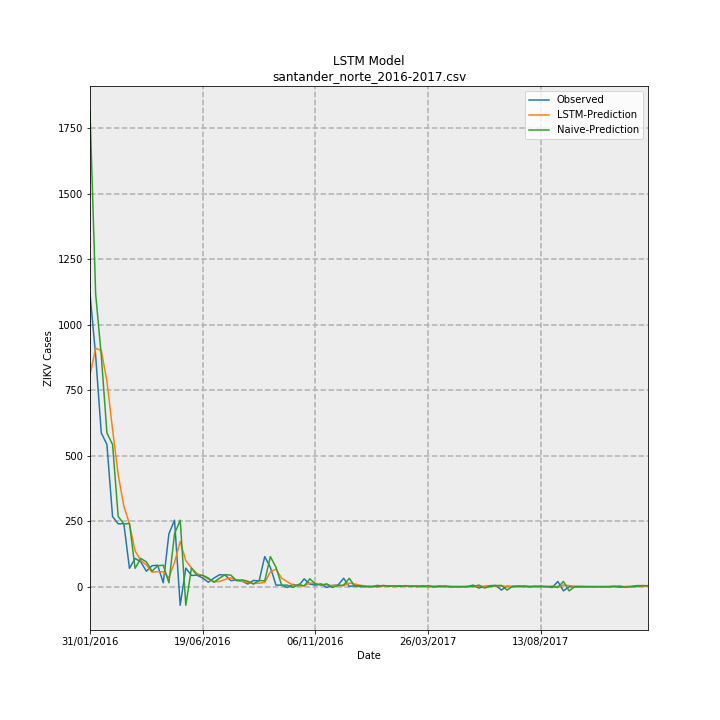 LSTM Model
santander_norte_2016-2017.csv
Observed
LSTM-Prediction
Naive-Prediction
ZIKV Cases
1750
1500
1250
1000
750
500
250
0
31/01/2016
19/06/2016
06/11/2016
26/03/2017
13/08/2017
Date